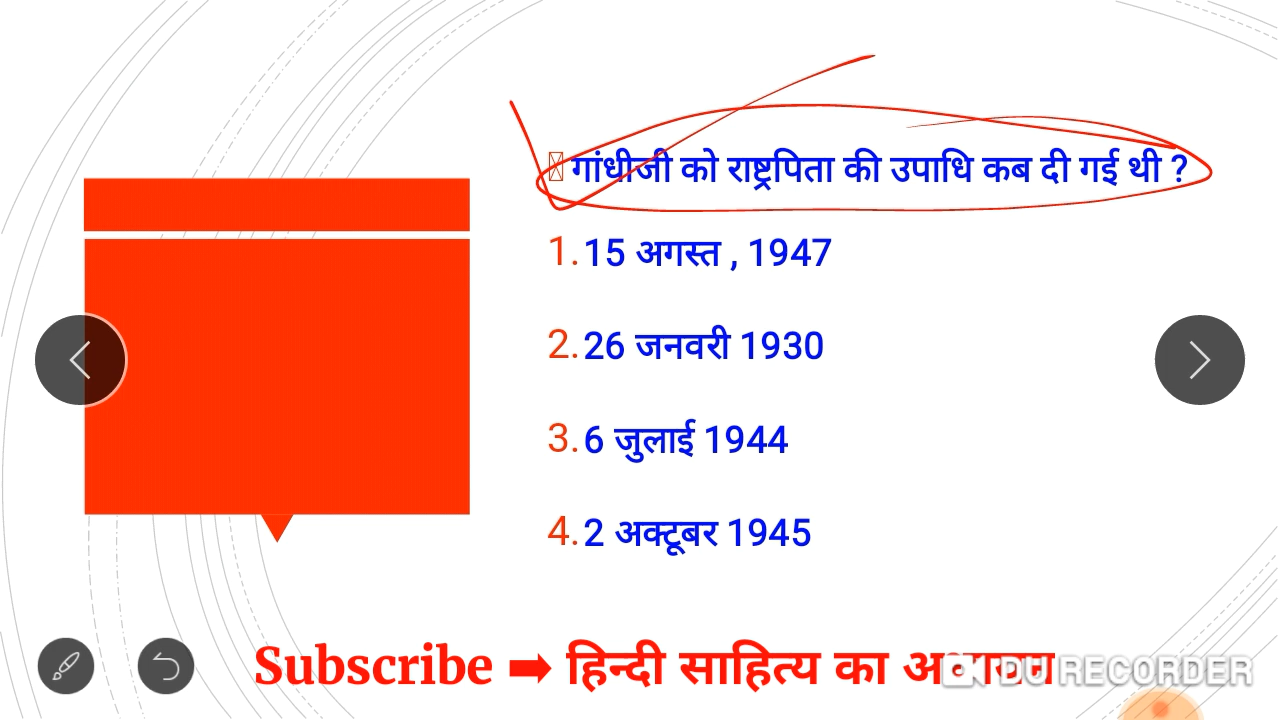 गांधीजी को राष्ट्रपिता की उपाधि कब दी गई थी ?
1. 15 अगस्त , 1947
2. 26 जनवरी 1930
3. 6 जुलाई 1944
4. 2 अक्टूबर 1945
Subscribe ➡ हिन्दी साहित्य का
DU RECORDER